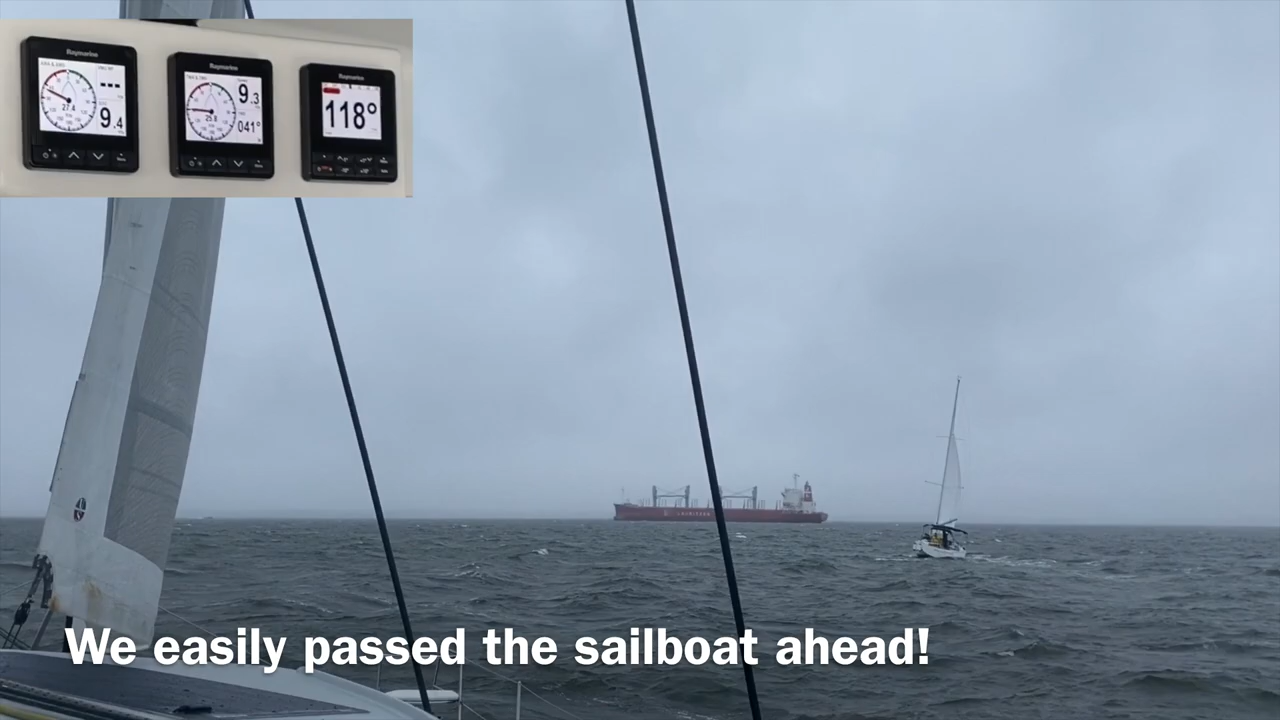 Raymarine
Raymarine
Raymarine
27.4
9.4
25.8
9.3
041°
118°
LAURITZEN
We easily passed the sailboat ahead!